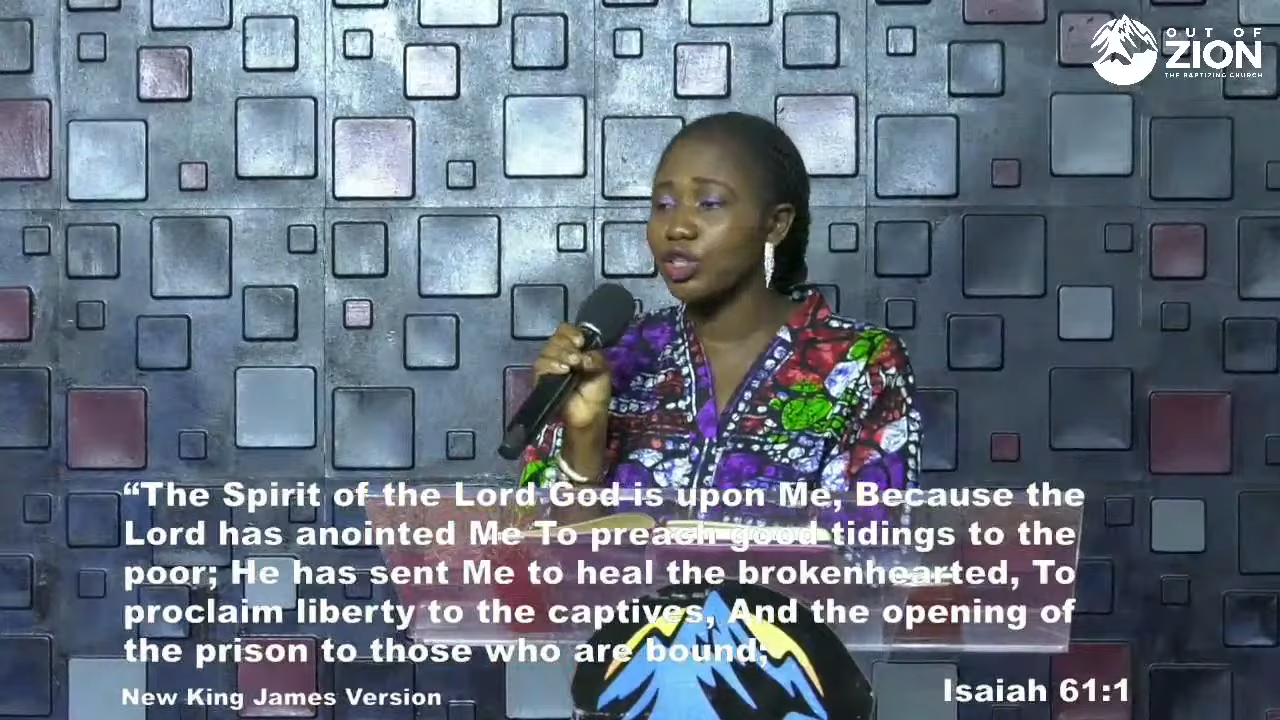 OUT OF
ZION
THE BAPTIZING CHURCH
“The Spirit of the Lord God is upon Me, Because the
Lord has anointed Me To preach good tidings to the
poor; He has sent Me to heal the brokenhearted, To
proclaim liberty to the captives, And the opening of
the prison to those who are bound;
New King James Version
Isaiah 61:1